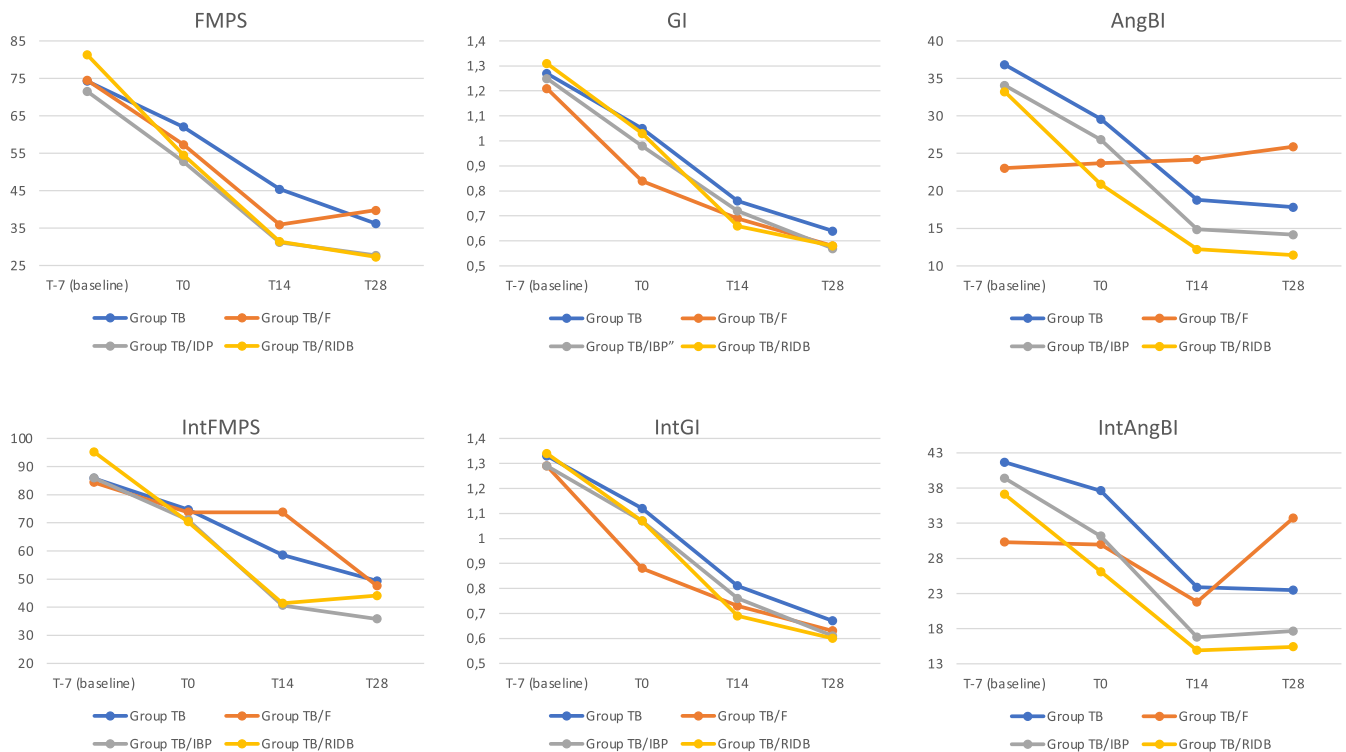 FMPS
85
75
65
55
45
35
25
T-7 (baseline) T0 T14 T28
Group TB Group TB/F
Group TB/IDP Group TB/RIDB
GI
1,4
1,3
1,2
1,1
1
0,9
0,8
0,7
0,6
0,5
T-7 (baseline) T0 T14 T28
Group TB Group TB/F
Group TB/IBP” Group TB/RIDB
AngBI
40
35
30
25
20
15
10
T-7 (baseline) T0 T14 T28
Group TB Group TB/F
Group TB/IBP Group TB/RIDB
IntFMPS
100
90
80
70
60
50
40
30
20
T-7 (baseline) T0 T14 T28
Group TB Group TB/F
Group TB/IBP Group TB/RIDB
IntGI
1,4
1,3
1,2
1,1
1
0,9
0,8
0,7
0,6
0,5
T-7 (baseline) T0 T14 T28
Group TB Group TB/F
Group TB/IBP Group TB/RIDB
IntAngBI
43
38
33
28
23
18
13
T-7 (baseline) T0 T14 T28
Group TB Group TB/F
Group TB/IBP Group TB/RIDB